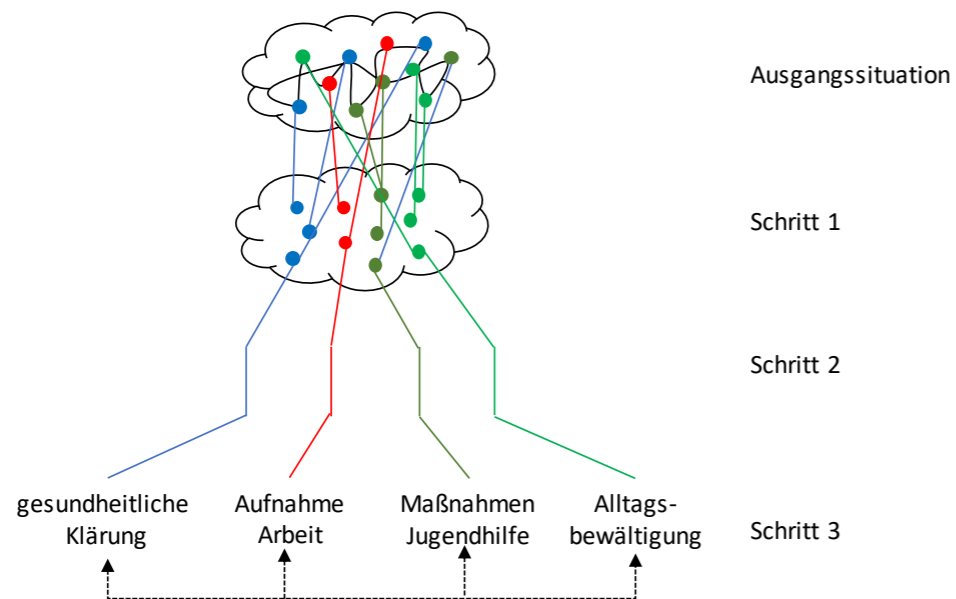 Ausgangssituation
Schritt 1
Schritt 2
gesundheitliche
Klärung
Aufnahme
Arbeit
Maßnahmen
Jugendhilfe
Alltags-
bewältigung
Schritt 3